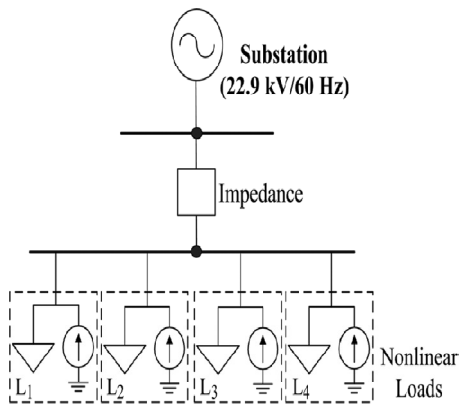 Substation
(22.9 kV/60 Hz)
Impedance
L1 L2 L3 L4
Nonlinear
Loads